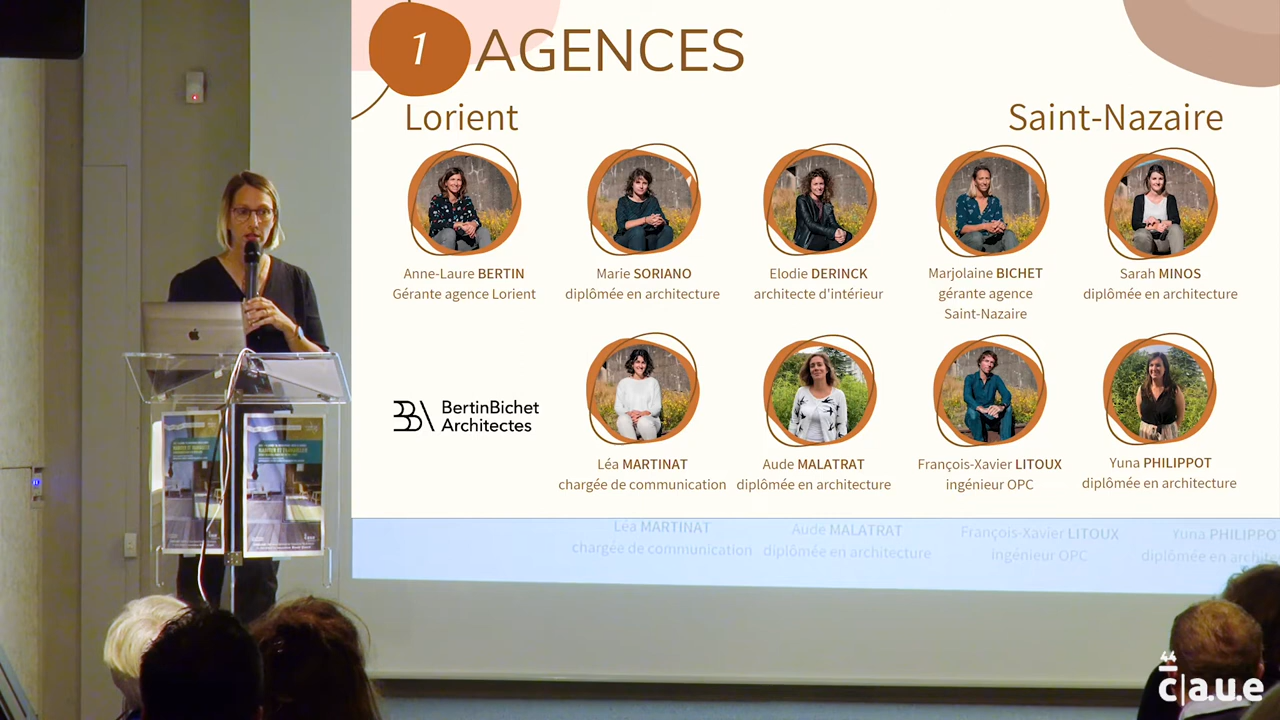 1
AGENCES
Lorient
Saint-Nazaire
Anne-Laure BERTIN
Gérante agence Lorient
Marie SORIANO
diplômée en architecture
Elodie DERINCK
architecte d'intérieur
Marjolaine BICHET
gérante agence
Saint-Nazaire
Sarah MINOS
diplômée en architecture
BertinBichet
Architectes
Léa MARTINAT
chargée de communication
Aude MALATRAT
diplômée en architecture
François-Xavier LITOUX
ingénieur OPC
Yuna PHILIPPOT
diplômée en architecture
Léa MARTINAT
chargée de communication
Aude MALATRAT
diplômée en architecture
François-Xavier LITOUX
ingénieur OPC
Yuna PHILIPPOT
diplômée en archite
44
c|a.u.e